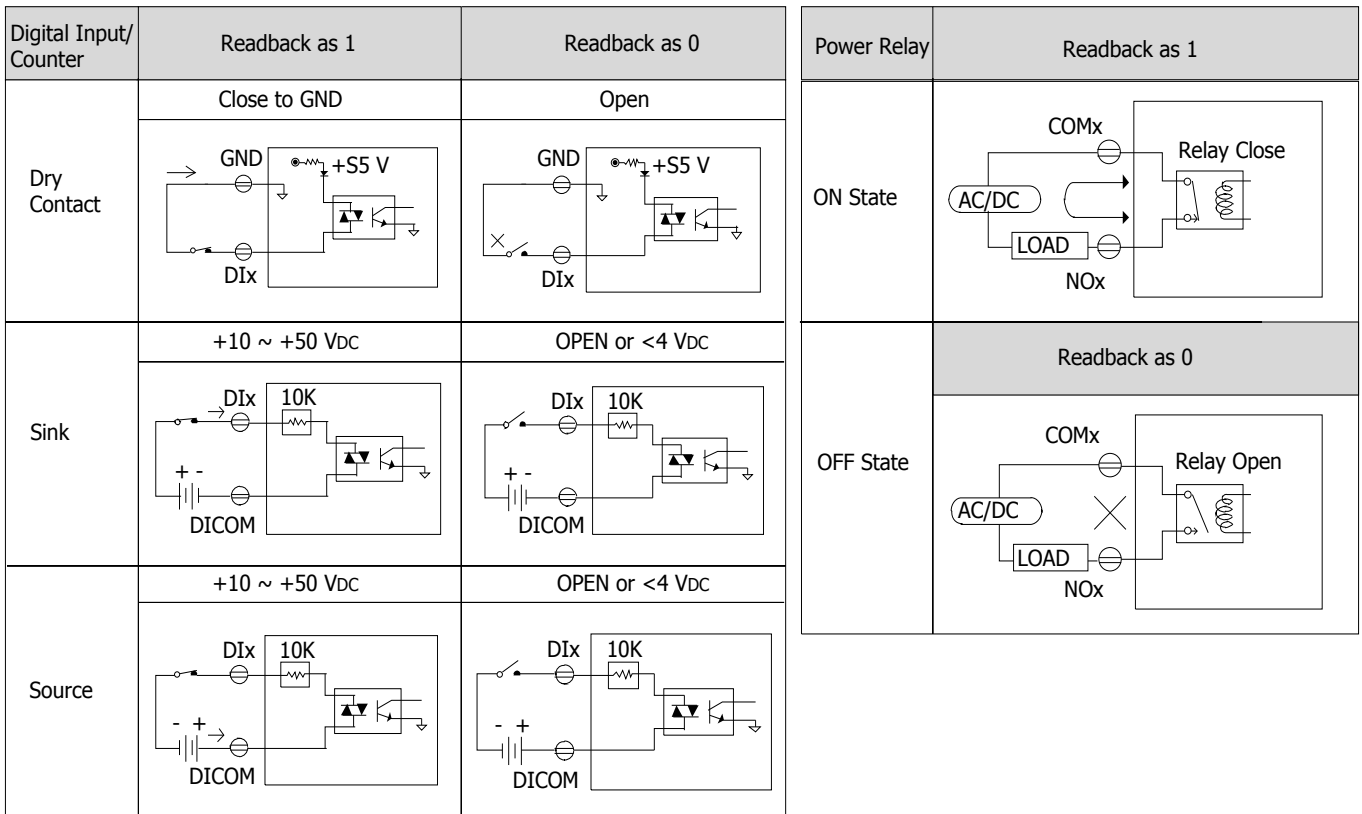 Digital Input/
Counter
Readback as 1
Readback as 0
Dry
Contact
Close to GND
Open
GND
+S5 V
DIx
GND
+S5 V
DIx
Sink
+10 ~ +50 VDC
OPEN or <4 VDC
DIx
10K
+ -
DICOM
DIx
10K
+ -
DICOM
Source
+10 ~ +50 VDC
OPEN or <4 VDC
DIx
10K
- +
DICOM
DIx
10K
- +
DICOM
Power Relay
Readback as 1
ON State
COMx
Relay Close
AC/DC
LOAD
NOx
Readback as 0
OFF State
COMx
Relay Open
AC/DC
LOAD
NOx